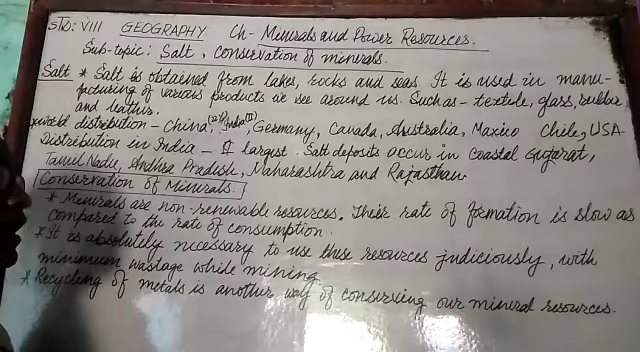 STD: VIII GEOGRAPHY. Ch- Minerals and Power Resources.
Sub-topic: Salt, conservation of minerals.
Salt * Salt is obtained from lakes, rocks and seas. It is used in manu-
facturing of various products we see around us. Such as - textile, glass, rubber
and leather.
* world distribution - China, India (II), Germany, Canada, Australia, Mexico Chile, USA
Distribution in India - II largest. Salt deposits occur in coastal Gujarat,
Tamil Nadu, Andhra Pradesh, Maharashtra and Rajasthan
Conservation of Minerals.
* Minerals are non-renewable resources. Their rate of formation is slow as
compared to the rate of consumption.
* It is absolutely necessary to use these resources judiciously, with
minimum wastage while mining
* Recycling of metals is another way of conserving our mineral resources.